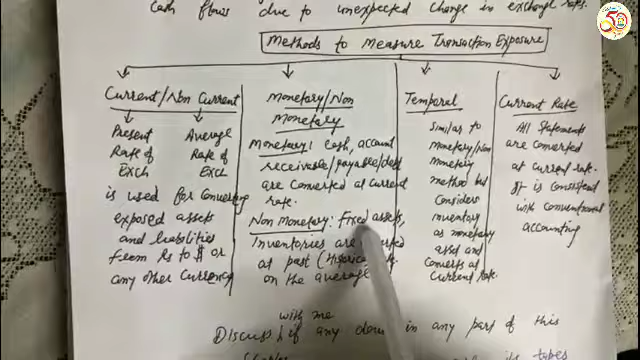 Cash flows due to unexpected change in exchange rates.
Methods to Measure Transaction Exposure
Current/Non Current
Present Average
Rate of Rate of
Exch Exch
is used for Converting
exposed assets
and liabilities
from Rs to $ or
any other Currency
Monetary/Non
Monetary
Monetary: Cash, account
receivable/payable/debt
are Converted at current
rate.
Non Monetary: fixed assets,
Inventories are
at past (Historical
on the average
Temporal
Similar to
Monetary/Non
Monetary
method but
Considers
inventory
as monetary
asset and
Converts at
Current rate.
Current Rate
All Statements
are Converted
at current rate.
It is Consistent
with conventional
accounting
with me
Discuss if any doubt in any part of this
its types
50